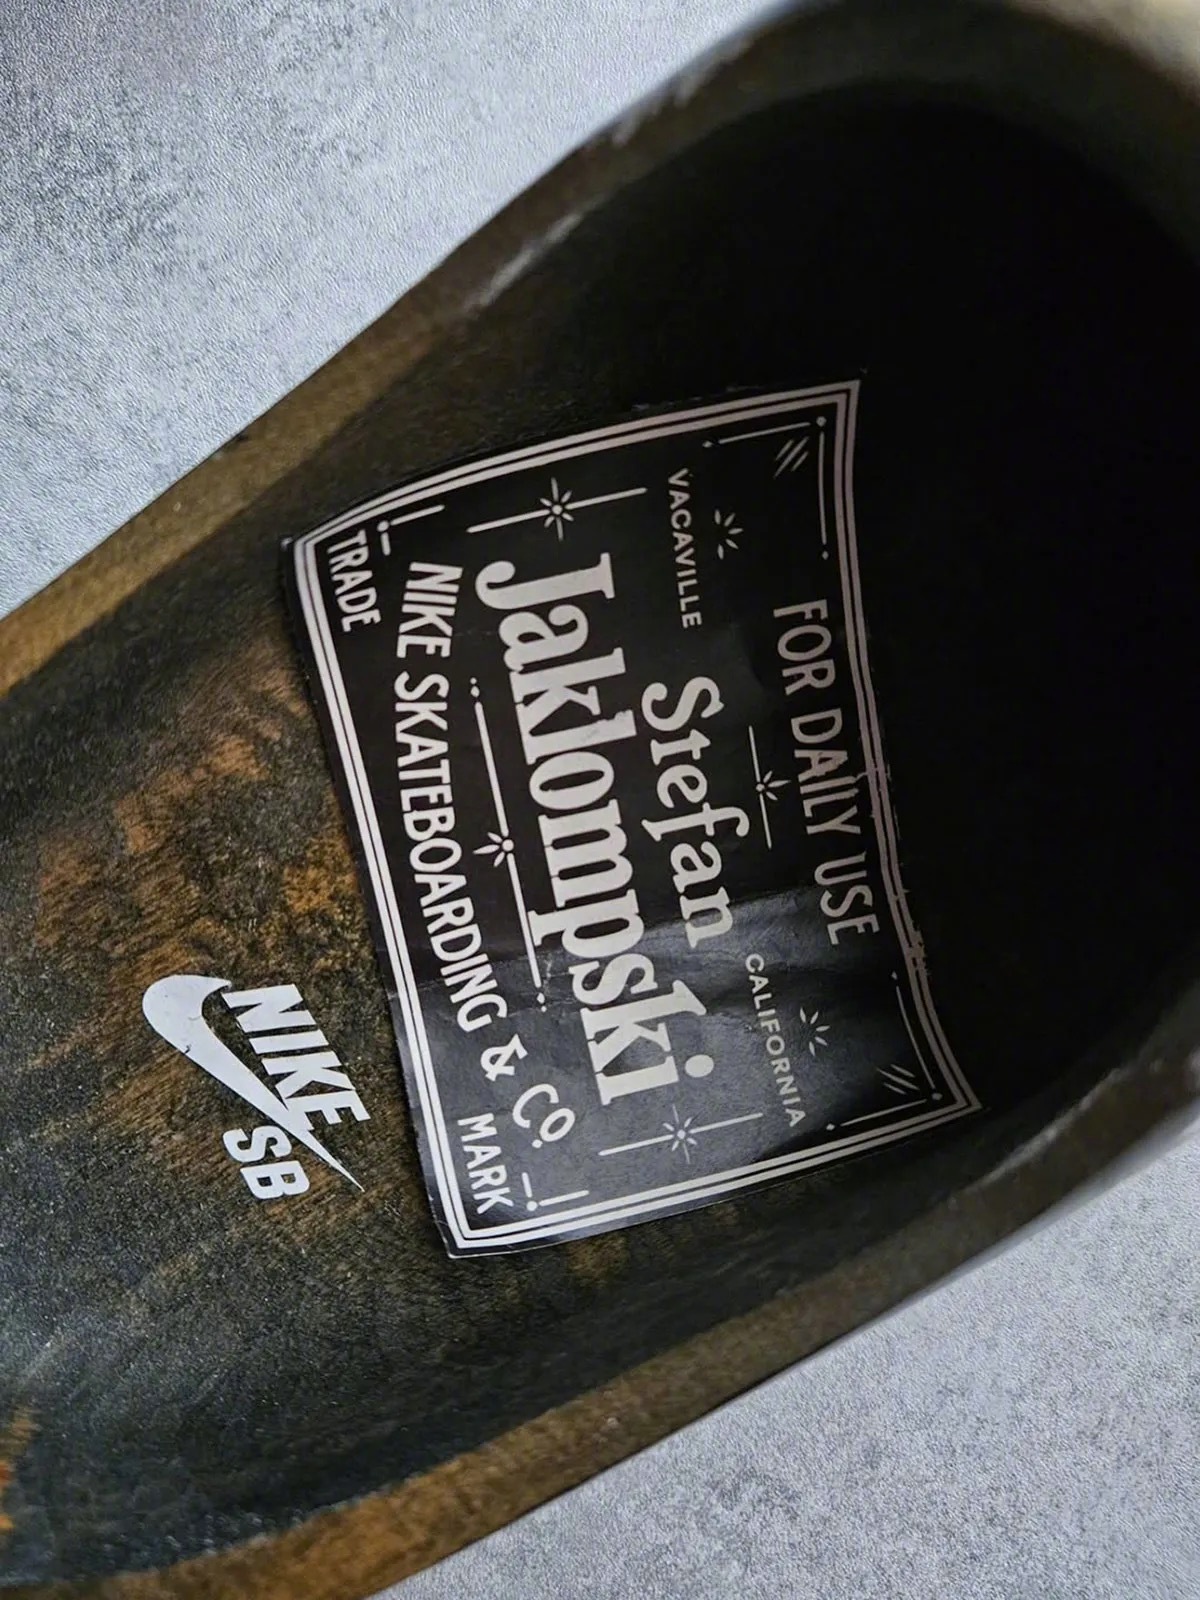 FOR DAILY USE
VACAVILLE
CALIFORNIA
Stefan
Jaklompski
NIKE SKATEBOARDING & CO.
TRADE
MARK
NIKE
SB